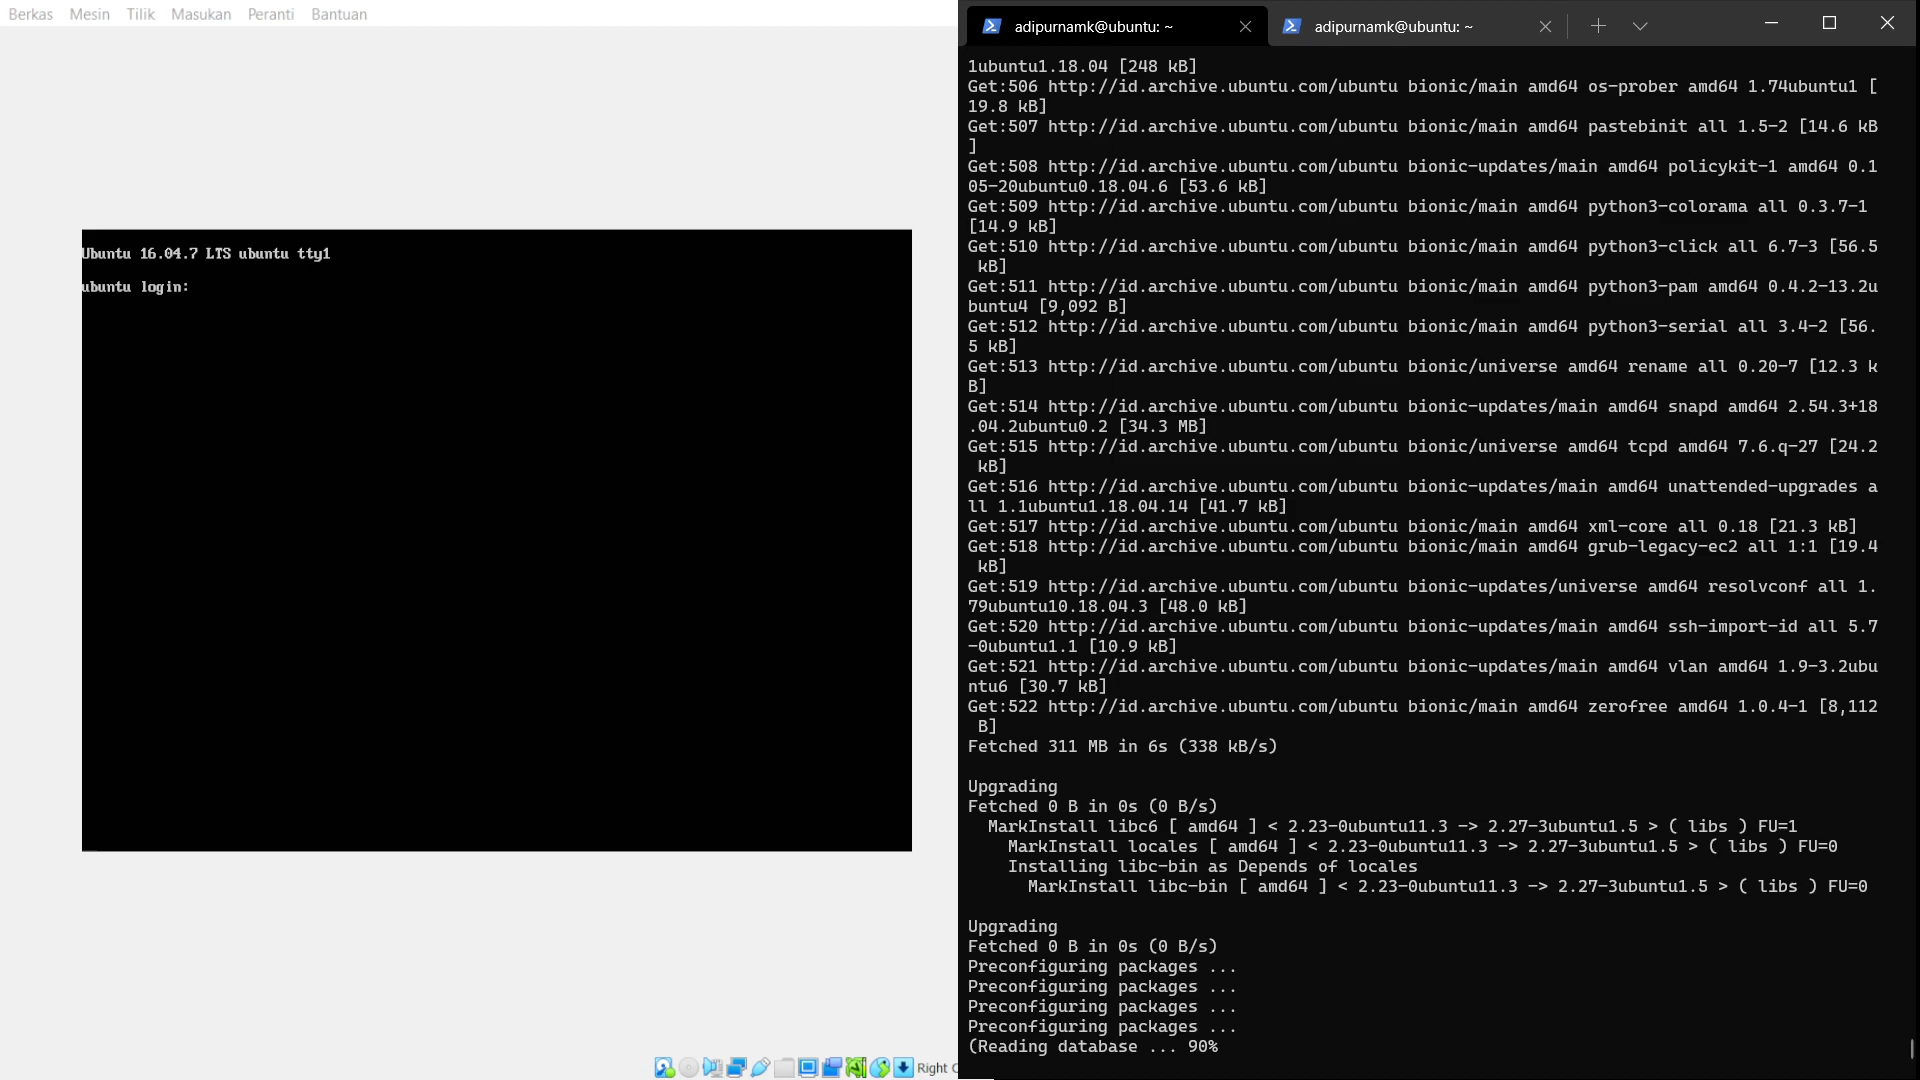 Berkas Mesin Tilik Masukan Peranti Bantuan
Ubuntu 16.04.7 LTS ubuntu tty1
ubuntu login:
adipurnamk@ubuntu: ~
adipurnamk@ubuntu: ~
1ubuntu1.18.04 [248 kB]
Get:506 http://id.archive.ubuntu.com/ubuntu bionic/main amd64 os-prober amd64 1.74ubuntu1 [
19.8 kB]
Get:507 http://id.archive.ubuntu.com/ubuntu bionic/main amd64 pastebinit all 1.5-2 [14.6 kB
]
Get:508 http://id.archive.ubuntu.com/ubuntu bionic-updates/main amd64 policykit-1 amd64 0.1
05-20ubuntu0.18.04.6 [53.6 kB]
Get:509 http://id.archive.ubuntu.com/ubuntu bionic/main amd64 python3-colorama all 0.3.7-1
[14.9 kB]
Get:510 http://id.archive.ubuntu.com/ubuntu bionic/main amd64 python3-click all 6.7-3 [56.5
kB]
Get:511 http://id.archive.ubuntu.com/ubuntu bionic/main amd64 python3-pam amd64 0.4.2-13.2u
buntu4 [9,092 B]
Get:512 http://id.archive.ubuntu.com/ubuntu bionic/main amd64 python3-serial all 3.4-2 [56.
5 kB]
Get:513 http://id.archive.ubuntu.com/ubuntu bionic/universe amd64 rename all 0.20-7 [12.3 k
B]
Get:514 http://id.archive.ubuntu.com/ubuntu bionic-updates/main amd64 snapd amd64 2.54.3+18
.04.2ubuntu0.2 [34.3 MB]
Get:515 http://id.archive.ubuntu.com/ubuntu bionic/universe amd64 tcpd amd64 7.6.q-27 [24.2
kB]
Get:516 http://id.archive.ubuntu.com/ubuntu bionic-updates/main amd64 unattended-upgrades a
ll 1.1ubuntu1.18.04.14 [41.7 kB]
Get:517 http://id.archive.ubuntu.com/ubuntu bionic/main amd64 xml-core all 0.18 [21.3 kB]
Get:518 http://id.archive.ubuntu.com/ubuntu bionic/main amd64 grub-legacy-ec2 all 1:1 [19.4
kB]
Get:519 http://id.archive.ubuntu.com/ubuntu bionic-updates/universe amd64 resolvconf all 1.
79ubuntu10.18.04.3 [48.0 kB]
Get:520 http://id.archive.ubuntu.com/ubuntu bionic-updates/main amd64 ssh-import-id all 5.7
-0ubuntu1.1 [10.9 kB]
Get:521 http://id.archive.ubuntu.com/ubuntu bionic-updates/main amd64 vlan amd64 1.9-3.2ubu
ntu6 [30.7 kB]
Get:522 http://id.archive.ubuntu.com/ubuntu bionic/main amd64 zerofree amd64 1.0.4-1 [8,112
B]
Fetched 311 MB in 6s (338 kB/s)
Upgrading
Fetched 0 B in 0s (0 B/s)
MarkInstall libc6 [ amd64 ] < 2.23-0ubuntu11.3 -> 2.27-3ubuntu1.5 > ( libs ) FU=1
MarkInstall locales [ amd64 ] < 2.23-0ubuntu11.3 -> 2.27-3ubuntu1.5 > ( libs ) FU=0
Installing libc-bin as Depends of locales
MarkInstall libc-bin [ amd64 ] < 2.23-0ubuntu11.3 -> 2.27-3ubuntu1.5 > ( libs ) FU=0
Upgrading
Fetched 0 B in 0s (0 B/s)
Preconfiguring packages ...
Preconfiguring packages ...
Preconfiguring packages ...
Preconfiguring packages ...
(Reading database ... 90%
Right C